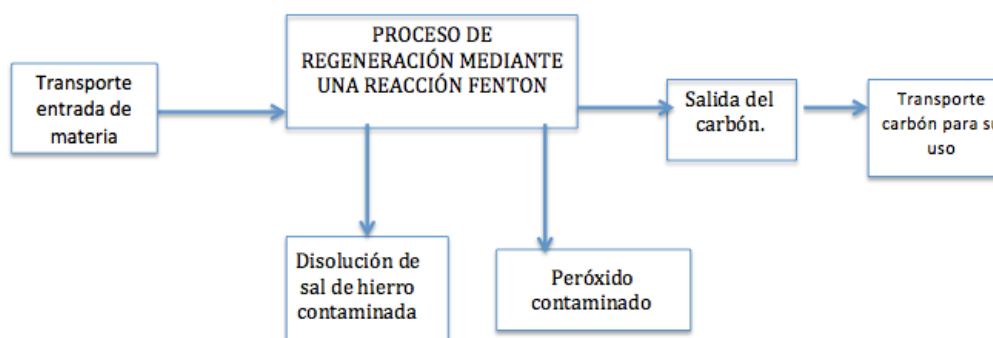 PROCESO DE
REGENERACIÓN MEDIANTE
UNA REACCIÓN FENTON
Transporte
entrada de
materia
Salida del
carbón.
Transporte
carbón para su
uso
Disolución de
sal de hierro
contaminada
Peróxido
contaminado